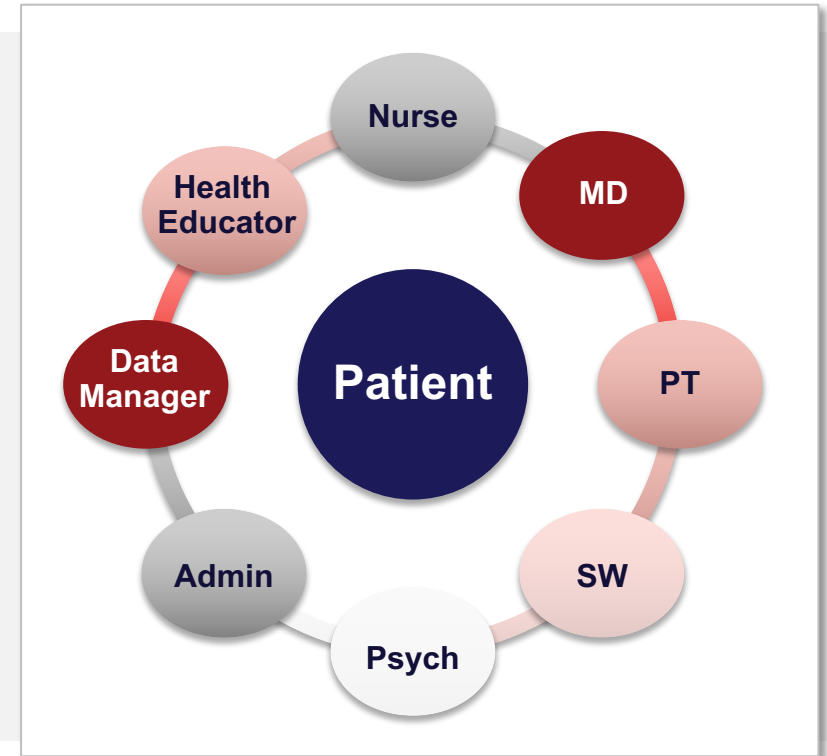 Nurse
MD
Health
Educator
Data
Manager
Patient
PT
Admin
SW
Psych